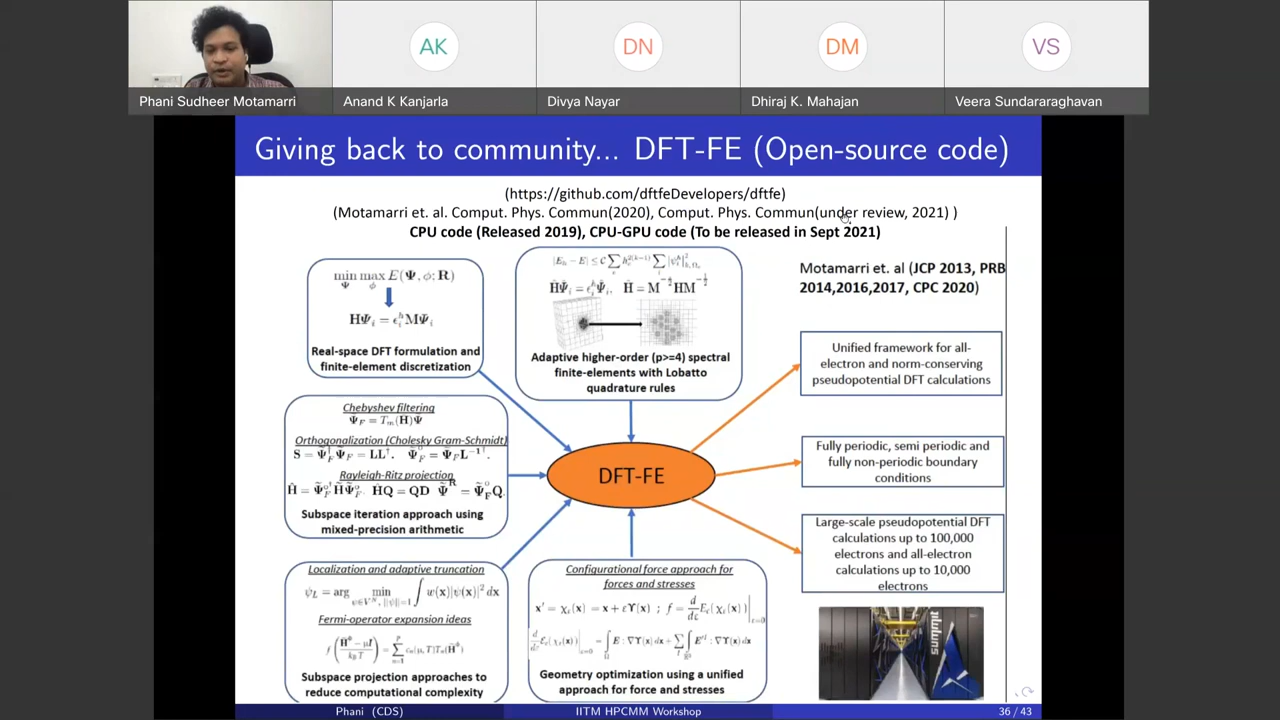 AK
DN
DM
VS
Phani Sudheer Motamarri
Anand K Kanjarla
Divya Nayar
Dhiraj K. Mahajan
Veera Sundararaghavan
Giving back to community... DFT-FE (Open-source code)
(https://github.com/dftfeDevelopers/dftfe)
(Motamarri et. al. Comput. Phys. Commun(2020), Comput. Phys. Commun(under review, 2021) )
CPU code (Released 2019), CPU-GPU code (To be released in Sept 2021)
min max E(Ψ, ϕ; R)
Ψ ϕ
HΨᵢ = ϵᵢʰMΨᵢ
Real-space DFT formulation and
finite-element discretization
Adaptive higher-order (p>=4) spectral
finite-elements with Lobatto
quadrature rules
Motamarri et. al (JCP 2013, PRB
2014,2016,2017, CPC 2020)
Chebyshev filtering
Orthogonalization (Cholesky Gram-Schmidt)
Rayleigh-Ritz projection
Subspace iteration approach using
mixed-precision arithmetic
DFT-FE
Unified framework for all-
electron and norm-conserving
pseudopotential DFT calculations
Fully periodic, semi periodic and
fully non-periodic boundary
conditions
Large-scale pseudopotential DFT
calculations up to 100,000
electrons and all-electron
calculations up to 10,000
electrons
Localization and adaptive truncation
Fermi-operator expansion ideas
Subspace projection approaches to
reduce computational complexity
Configurational force approach for
forces and stresses
Geometry optimization using a unified
approach for force and stresses
SUMMIT
Phani (CDS)
IITM HPCMM Workshop
36 / 43